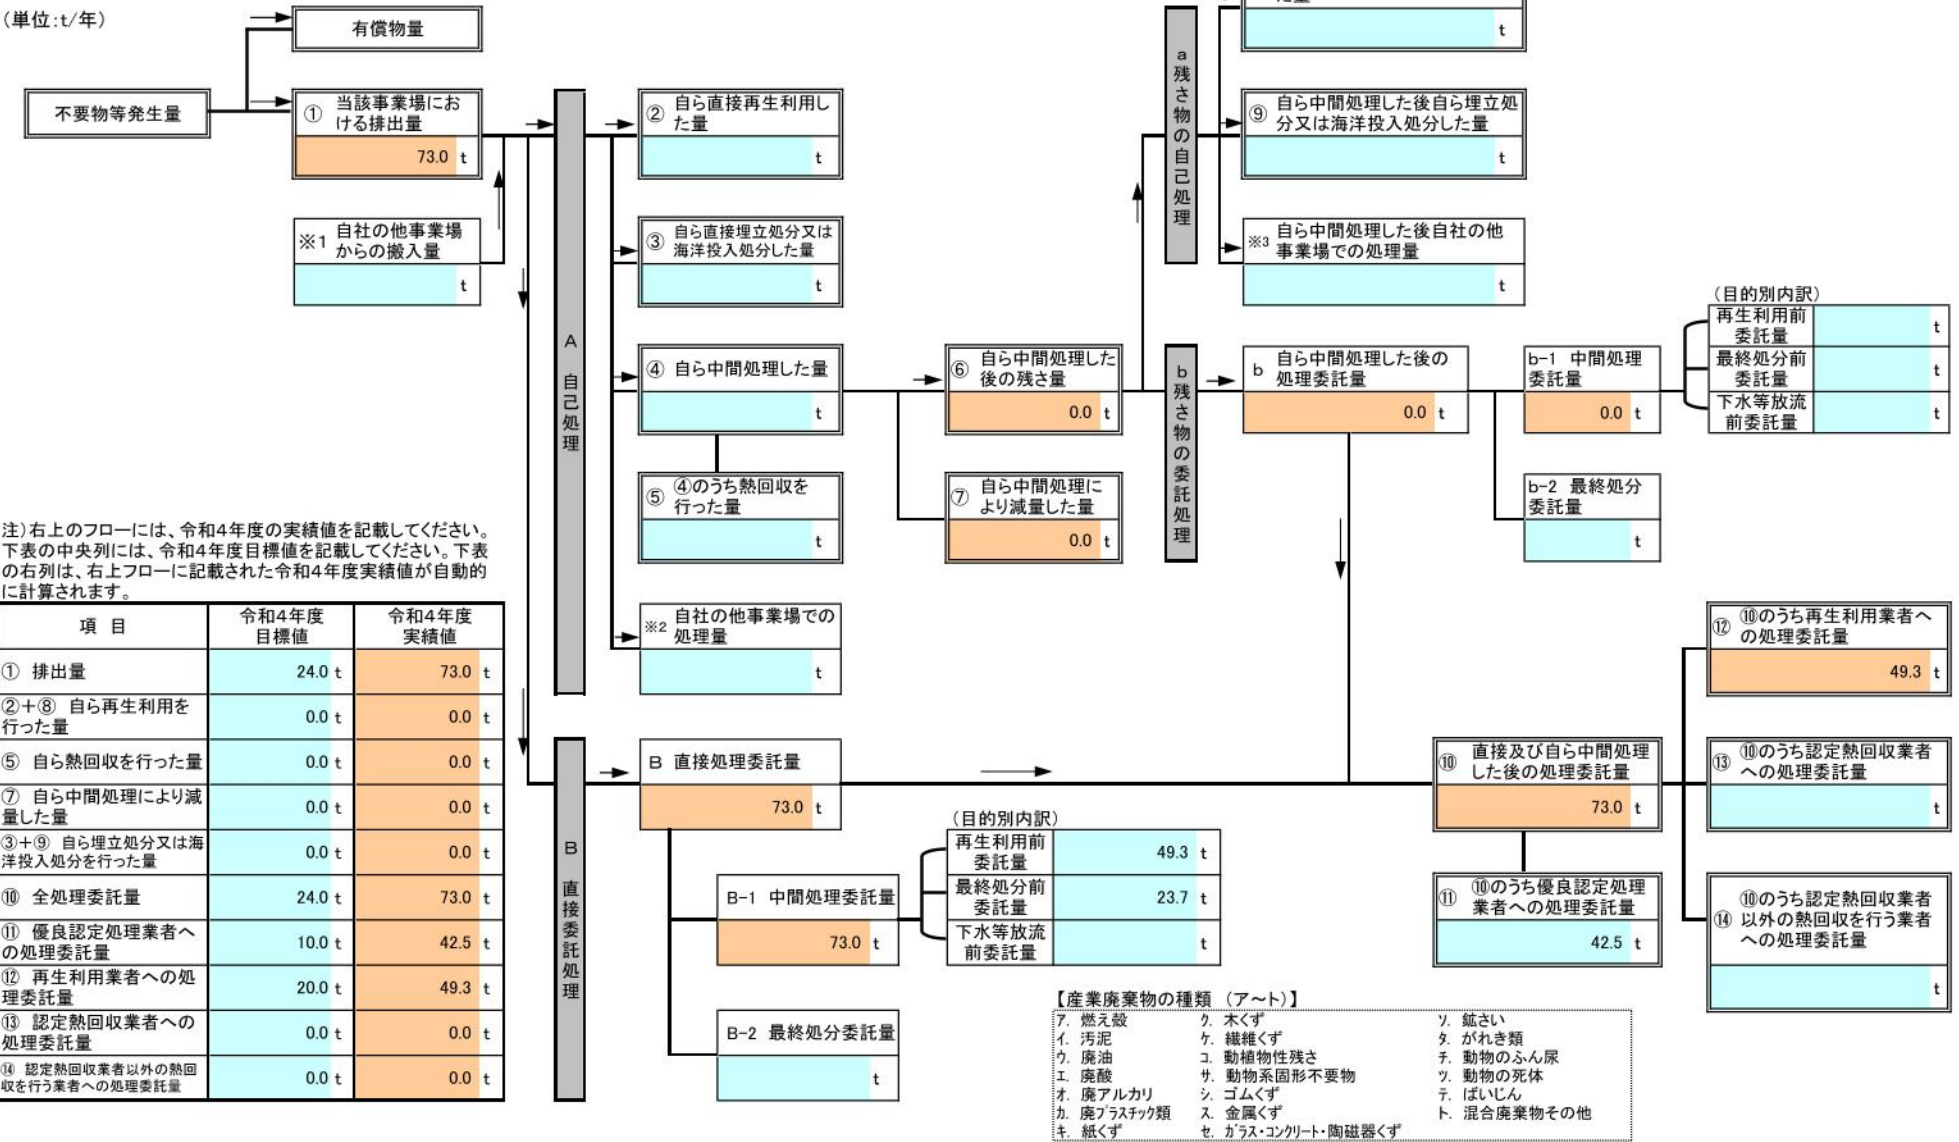 (単位:t/年)
有償物量
不要物等発生量
① 当該事業場にお
ける排出量
73.0 t
※1 自社の他事業場
からの搬入量
t
A 自己処理
② 自ら直接再生利用し
た量
t
③ 自ら直接埋立処分又は
海洋投入処分した量
t
④ 自ら中間処理した量
t
⑤ ④のうち熱回収を
行った量
t
※2 自社の他事業場での
処理量
t
⑥ 自ら中間処理した
後の残さ量
0.0 t
⑦ 自ら中間処理に
より減量した量
0.0 t
a 残さ物の自己処理
t
⑨ 自ら中間処理した後自ら埋立処
分又は海洋投入処分した量
t
※3 自ら中間処理した後自社の他
事業場での処理量
t
b 残さ物の委託処理
b 自ら中間処理した後の
処理委託量
0.0 t
b-1 中間処理
委託量
0.0 t
(目的別内訳)
再生利用前
委託量
t
最終処分前
委託量
t
下水等放流
前委託量
t
b-2 最終処分
委託量
t
注)右上のフローには、令和4年度の実績値を記載してください。
下表の中央列には、令和4年度目標値を記載してください。下表
の右列は、右上フローに記載された令和4年度実績値が自動的
に計算されます。
項 目 令和4年度 目標値 令和4年度 実績値
① 排出量 24.0 t 73.0 t
②+⑧ 自ら再生利用を
行った量 0.0 t 0.0 t
⑤ 自ら熱回収を行った量 0.0 t 0.0 t
⑦ 自ら中間処理により減
量した量 0.0 t 0.0 t
③+⑨ 自ら埋立処分又は海
洋投入処分を行った量 0.0 t 0.0 t
⑩ 全処理委託量 24.0 t 73.0 t
⑪ 優良認定処理業者へ
の処理委託量 10.0 t 42.5 t
⑫ 再生利用業者への処
理委託量 20.0 t 49.3 t
⑬ 認定熱回収業者への
処理委託量 0.0 t 0.0 t
⑭ 認定熱回収業者以外の熱回
収を行う業者への処理委託量 0.0 t 0.0 t
B 直接委託処理
B 直接処理委託量
73.0 t
B-1 中間処理委託量
73.0 t
(目的別内訳)
再生利用前
委託量
49.3 t
最終処分前
委託量
23.7 t
下水等放流
前委託量
t
B-2 最終処分委託量
t
⑩ 直接及び自ら中間処理
した後の処理委託量
73.0 t
⑪ ⑩のうち優良認定処理
業者への処理委託量
42.5 t
⑫ ⑩のうち再生利用業者へ
の処理委託量
49.3 t
⑬ ⑩のうち認定熱回収業者
への処理委託量
t
⑭ ⑩のうち認定熱回収業者
以外の熱回収を行う業者
への処理委託量
t
【産業廃棄物の種類 (ア~ト)】
ア. 燃え殻 ク. 木くず ソ. 鉱さい
イ. 汚泥 ケ. 繊維くず タ. がれき類
ウ. 廃油 コ. 動植物性残さ チ. 動物のふん尿
エ. 廃酸 サ. 動物系固形不要物 ツ. 動物の死体
オ. 廃アルカリ シ. ゴムくず テ. ばいじん
カ. 廃プラスチック類 ス. 金属くず ト. 混合廃棄物その他
キ. 紙くず セ. ガラス・コンクリート・陶磁器くず